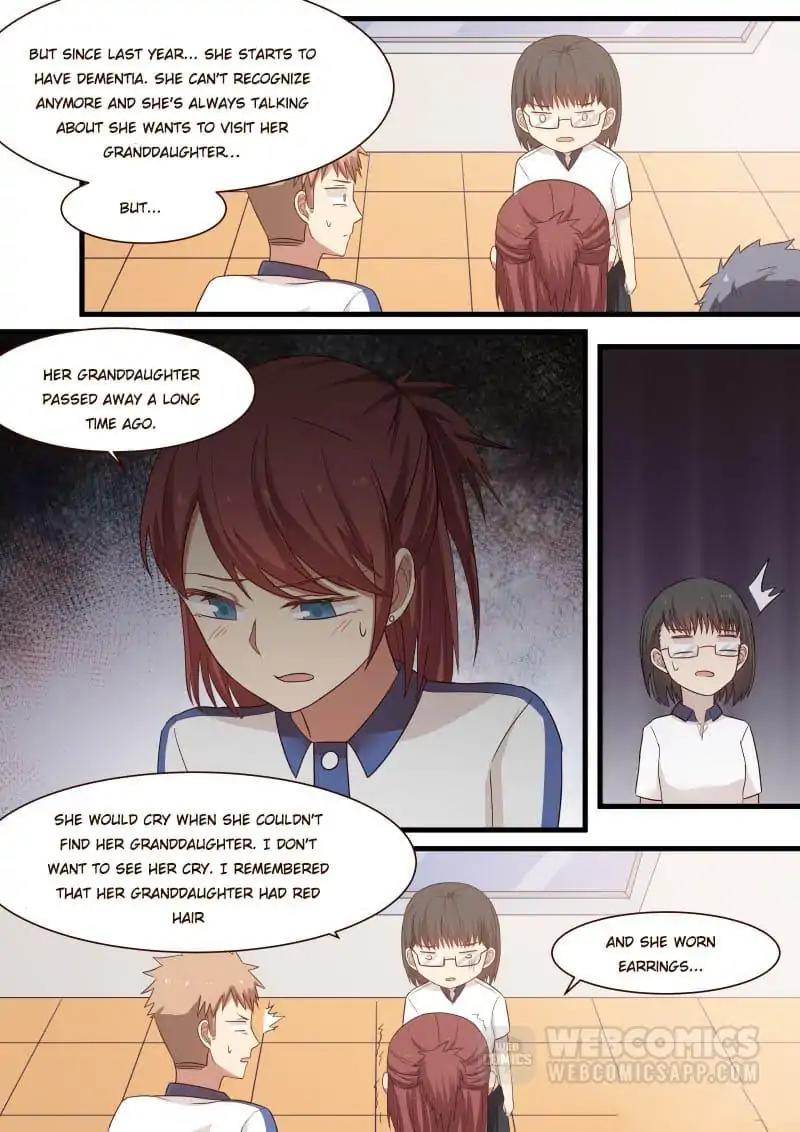 BUT SINCE LAST YEAR... SHE STARTS TO
HAVE DEMENTIA. SHE CAN'T RECOGNIZE
ANYMORE AND SHE'S ALWAYS TALKING
ABOUT SHE WANTS TO VISIT HER
GRANDDAUGHTER...
BUT...
HER GRANDDAUGHTER
PASSED AWAY A LONG
TIME AGO.
SHE WOULD CRY WHEN SHE COULDN'T
FIND HER GRANDDAUGHTER. I DON'T
WANT TO SEE HER CRY. I REMEMBERED
THAT HER GRANDDAUGHTER HAD RED
HAIR
AND SHE WORN
EARRINGS...
WEB
COMICS
WEBCOMICS
WEBCOMICSAPP.COM